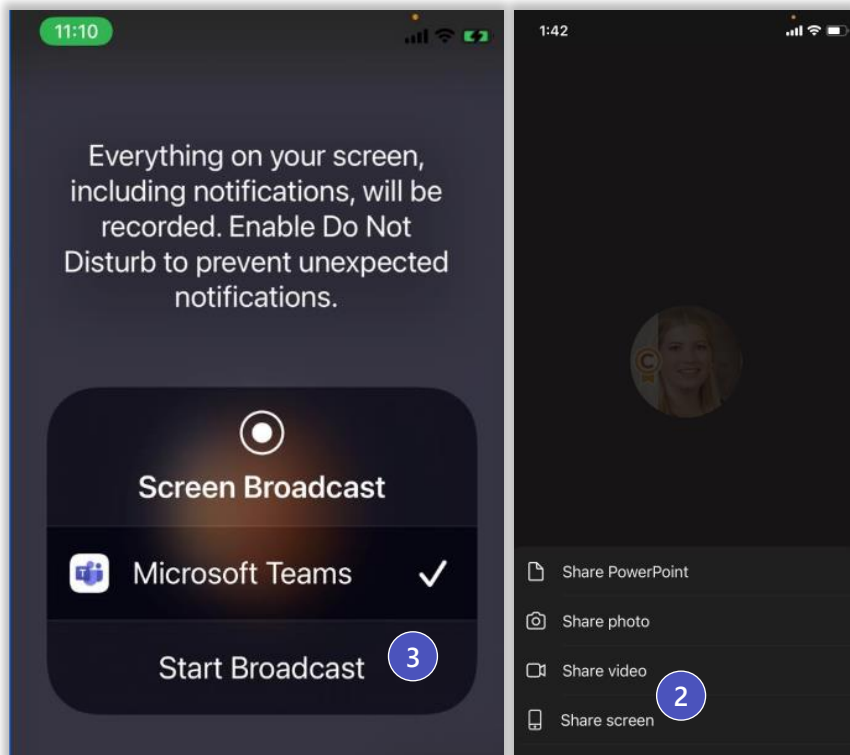 11:10
Everything on your screen,
including notifications, will be
recorded. Enable Do Not
Disturb to prevent unexpected
notifications.
Screen Broadcast
Microsoft Teams
Start Broadcast
3
1:42
C
Share PowerPoint
Share photo
Share video
2
Share screen